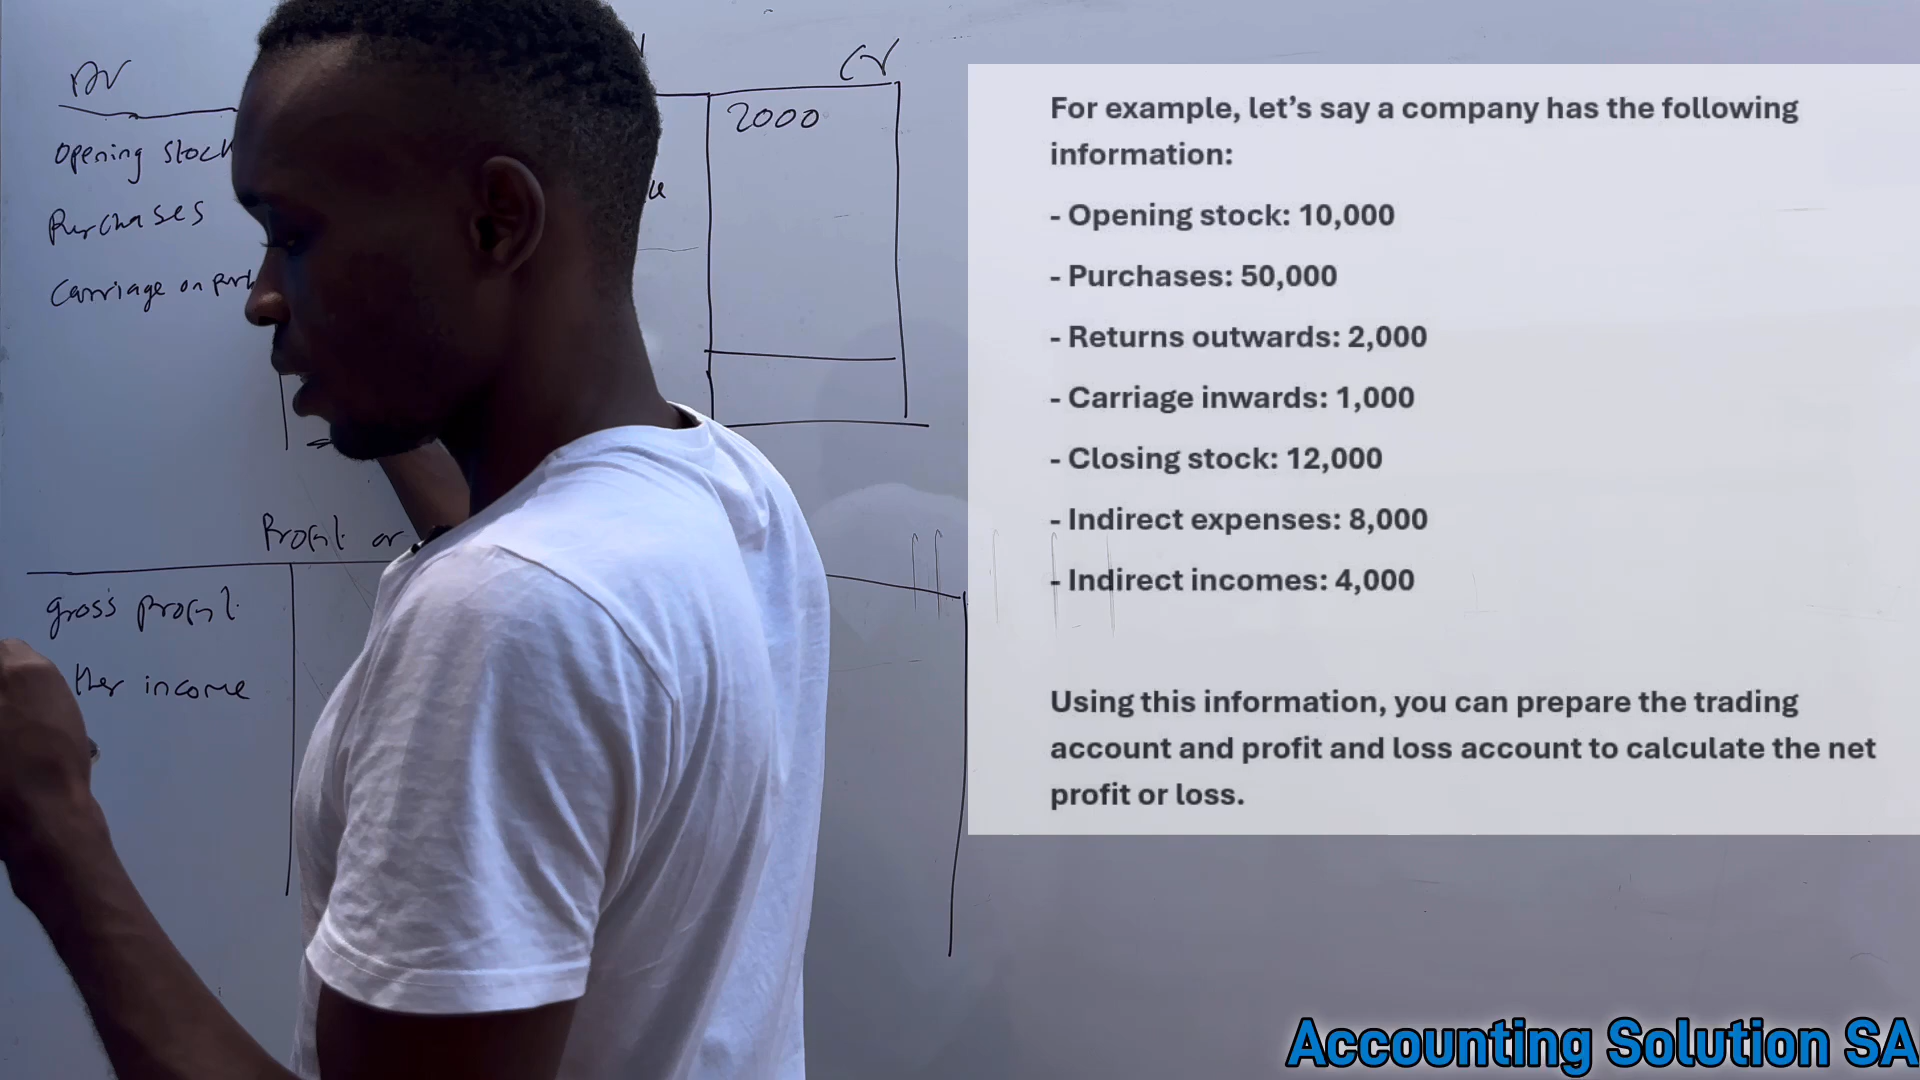 Dr
Cr
2000
Opening stock
Purchases
Carriage on
Profit or
gross profit
ther income
For example, let’s say a company has the following
information:
- Opening stock: 10,000
- Purchases: 50,000
- Returns outwards: 2,000
- Carriage inwards: 1,000
- Closing stock: 12,000
- Indirect expenses: 8,000
- Indirect incomes: 4,000
Using this information, you can prepare the trading
account and profit and loss account to calculate the net
profit or loss.
Accounting Solution SA